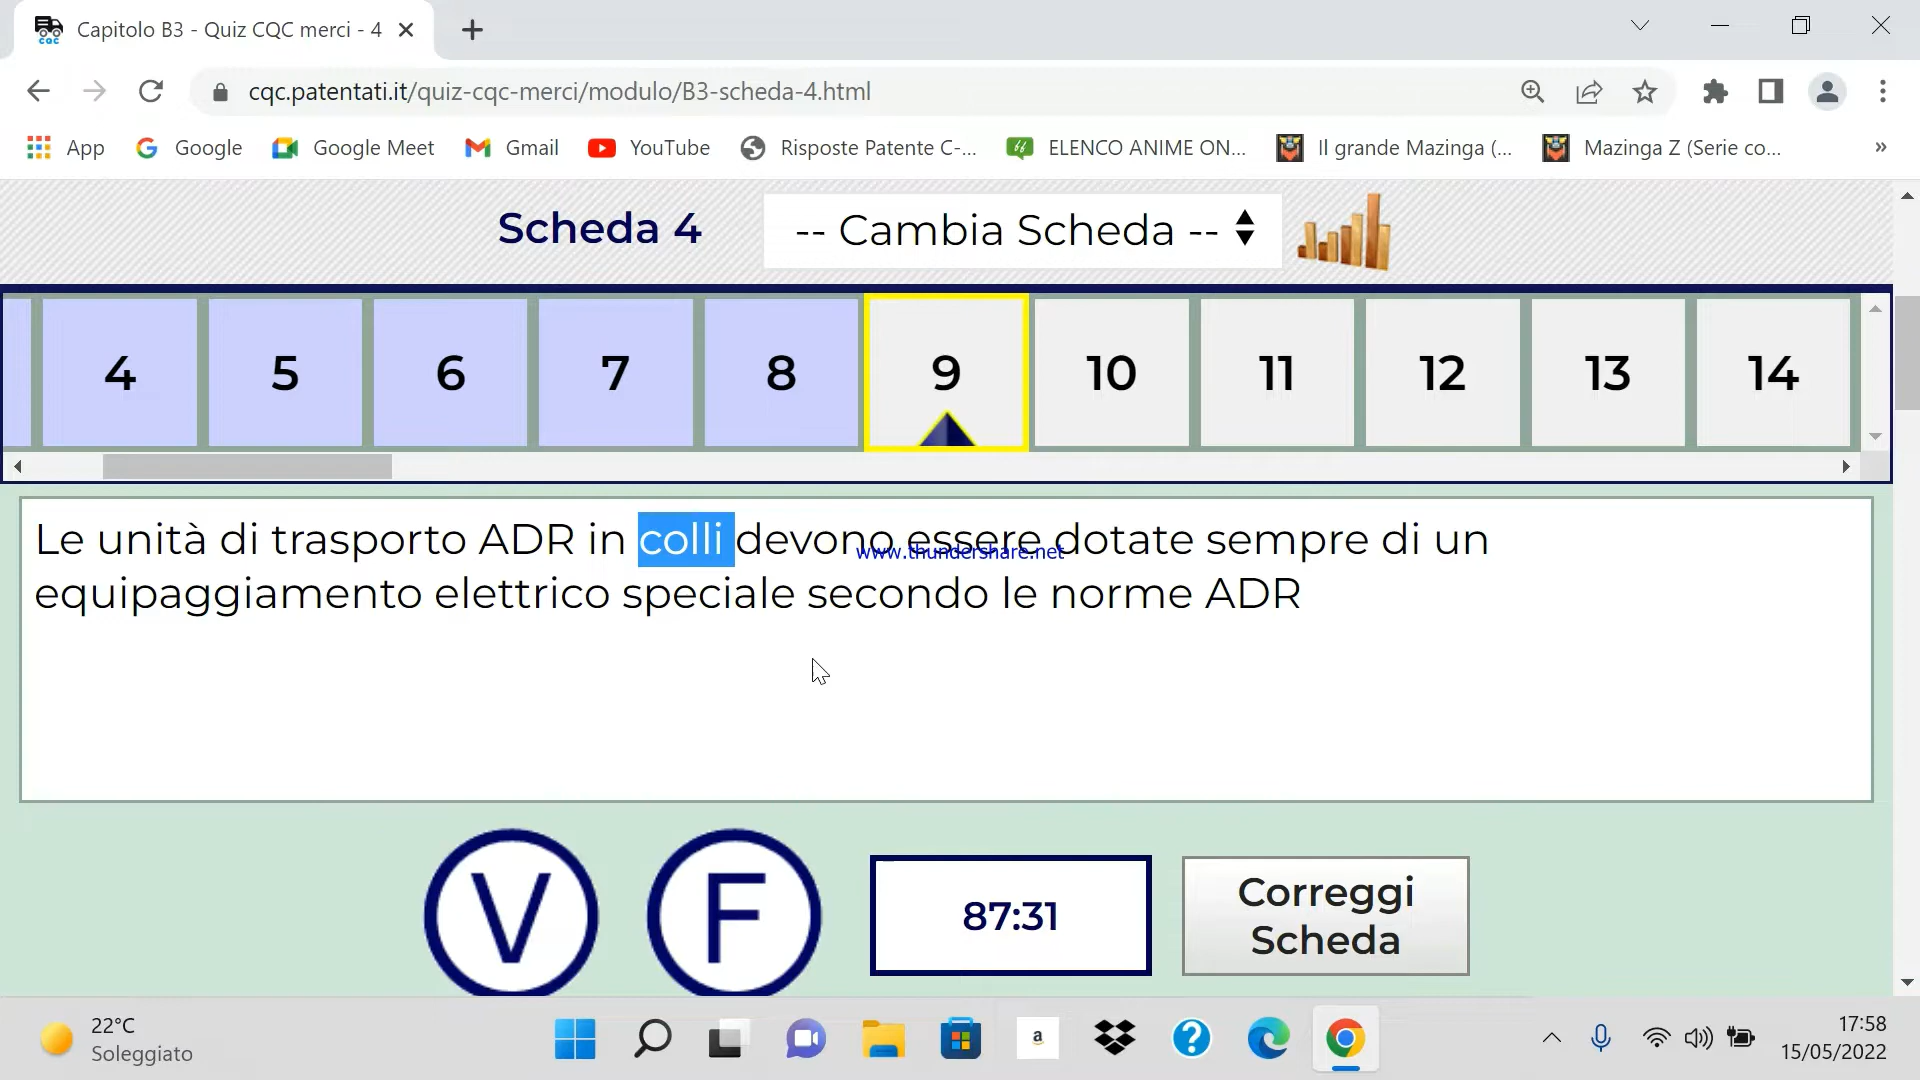 Capitolo B3 - Quiz CQC merci - 4
cqc.patentati.it/quiz-cqc-merci/modulo/B3-scheda-4.html
App Google Google Meet Gmail YouTube Risposte Patente C-... ELENCO ANIME ON... Il grande Mazinga (... Mazinga Z (Serie co... »
Scheda 4 -- Cambia Scheda --
4 5 6 7 8 9 10 11 12 13 14
Le unità di trasporto ADR in colli devono essere dotate sempre di un
www.thundershare.net
equipaggiamento elettrico speciale secondo le norme ADR
V F 87:31 Correggi
Scheda
22°C
Soleggiato
17:58
15/05/2022